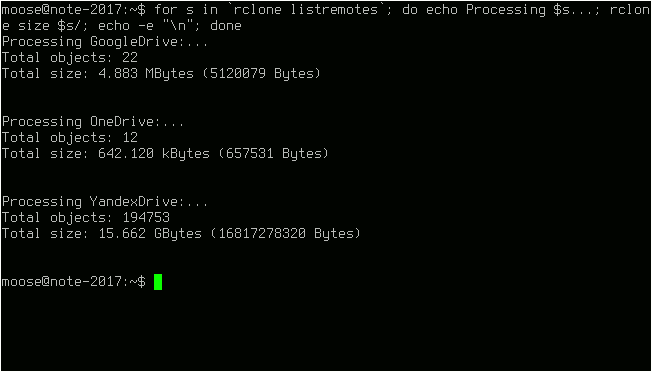 moose@note-2017:~$ for s in `rclone listremotes`; do echo Processing $s...; rclon
e size $s/; echo -e "\n"; done
Processing GoogleDrive:...
Total objects: 22
Total size: 4.883 MBytes (5120079 Bytes)
Processing OneDrive:...
Total objects: 12
Total size: 642.120 kBytes (657531 Bytes)
Processing YandexDrive:...
Total objects: 194753
Total size: 15.662 GBytes (16817278320 Bytes)
moose@note-2017:~$